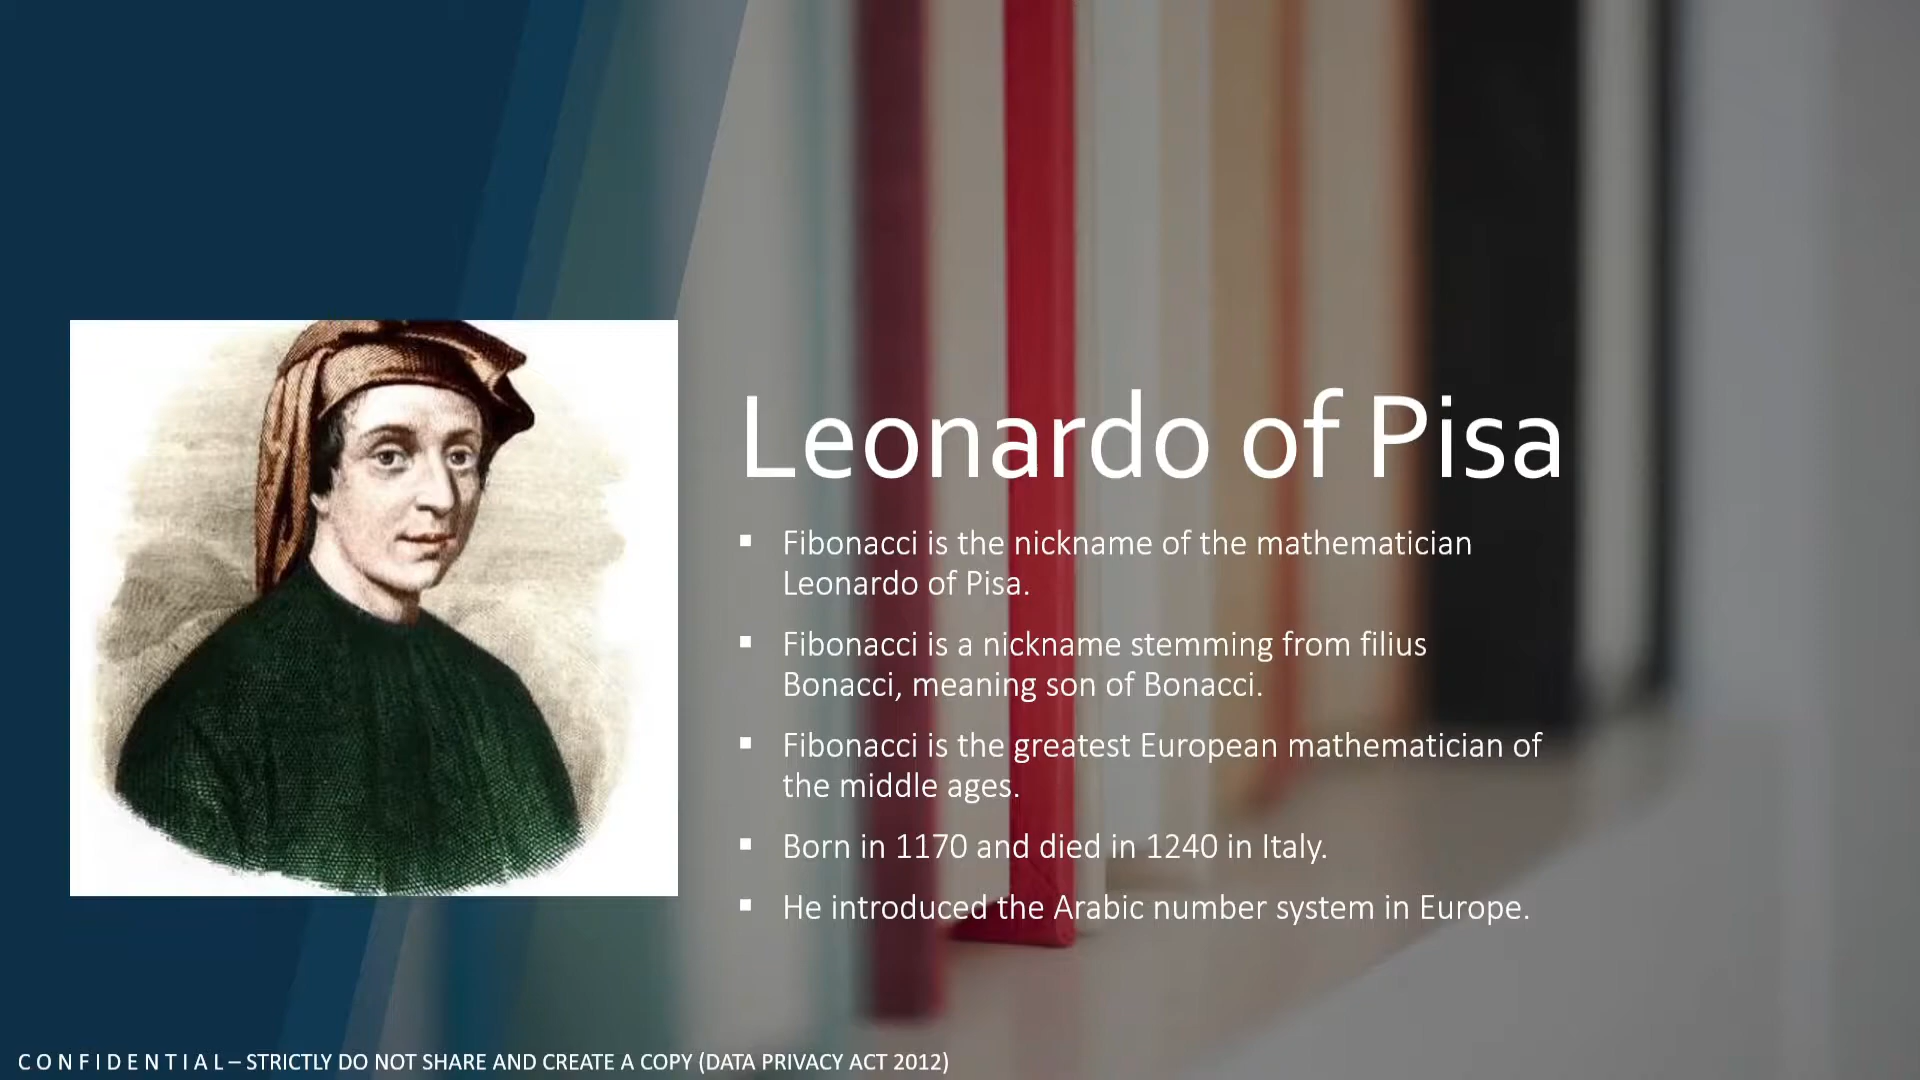 Leonardo of Pisa
▪ Fibonacci is the nickname of the mathematician
Leonardo of Pisa.
▪ Fibonacci is a nickname stemming from filius
Bonacci, meaning son of Bonacci.
▪ Fibonacci is the greatest European mathematician of
the middle ages.
▪ Born in 1170 and died in 1240 in Italy.
▪ He introduced the Arabic number system in Europe.
C O N F I D E N T I A L – STRICTLY DO NOT SHARE AND CREATE A COPY (DATA PRIVACY ACT 2012)